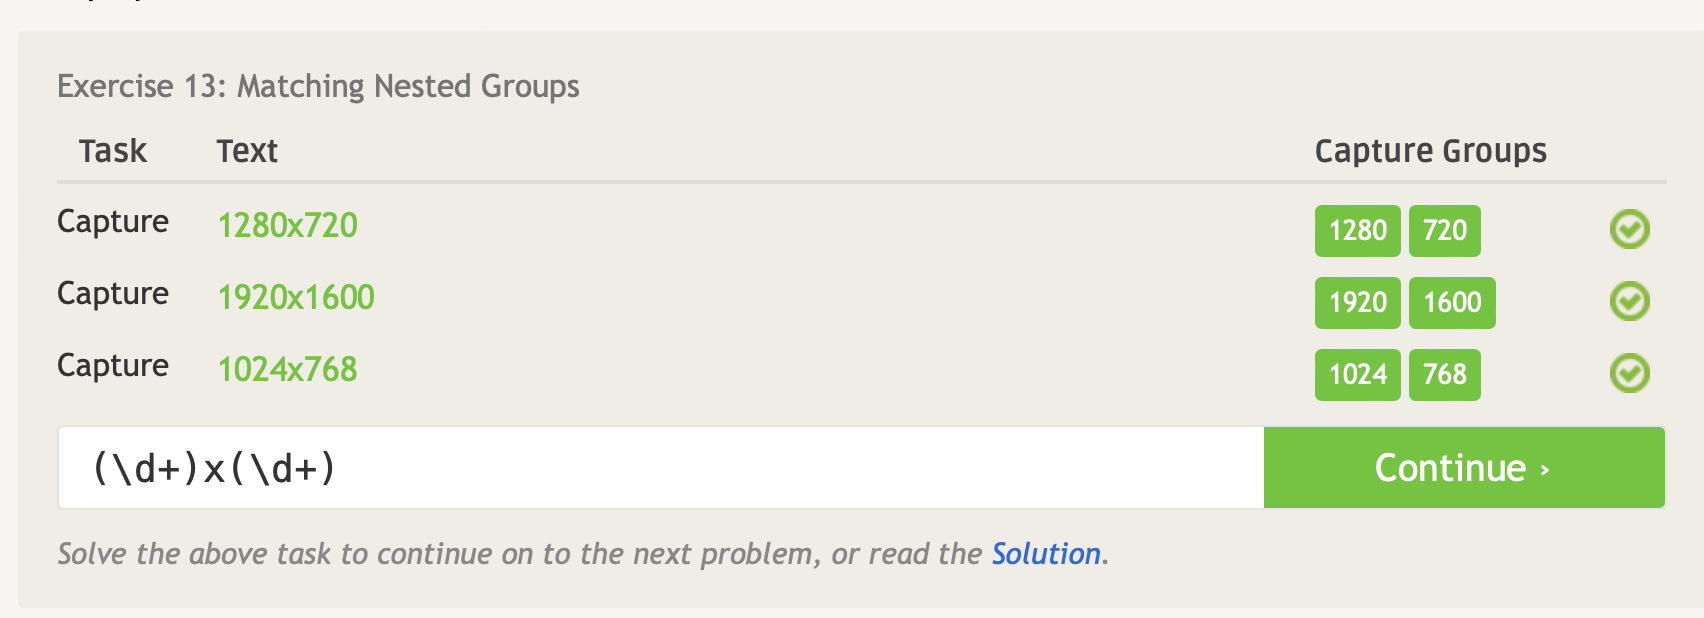 Exercise 13: Matching Nested Groups
Task Text Capture Groups
Capture 1280x720 1280 720
Capture 1920x1600 1920 1600
Capture 1024x768 1024 768
(\d+)x(\d+) Continue ›
Solve the above task to continue on to the next problem, or read the Solution.